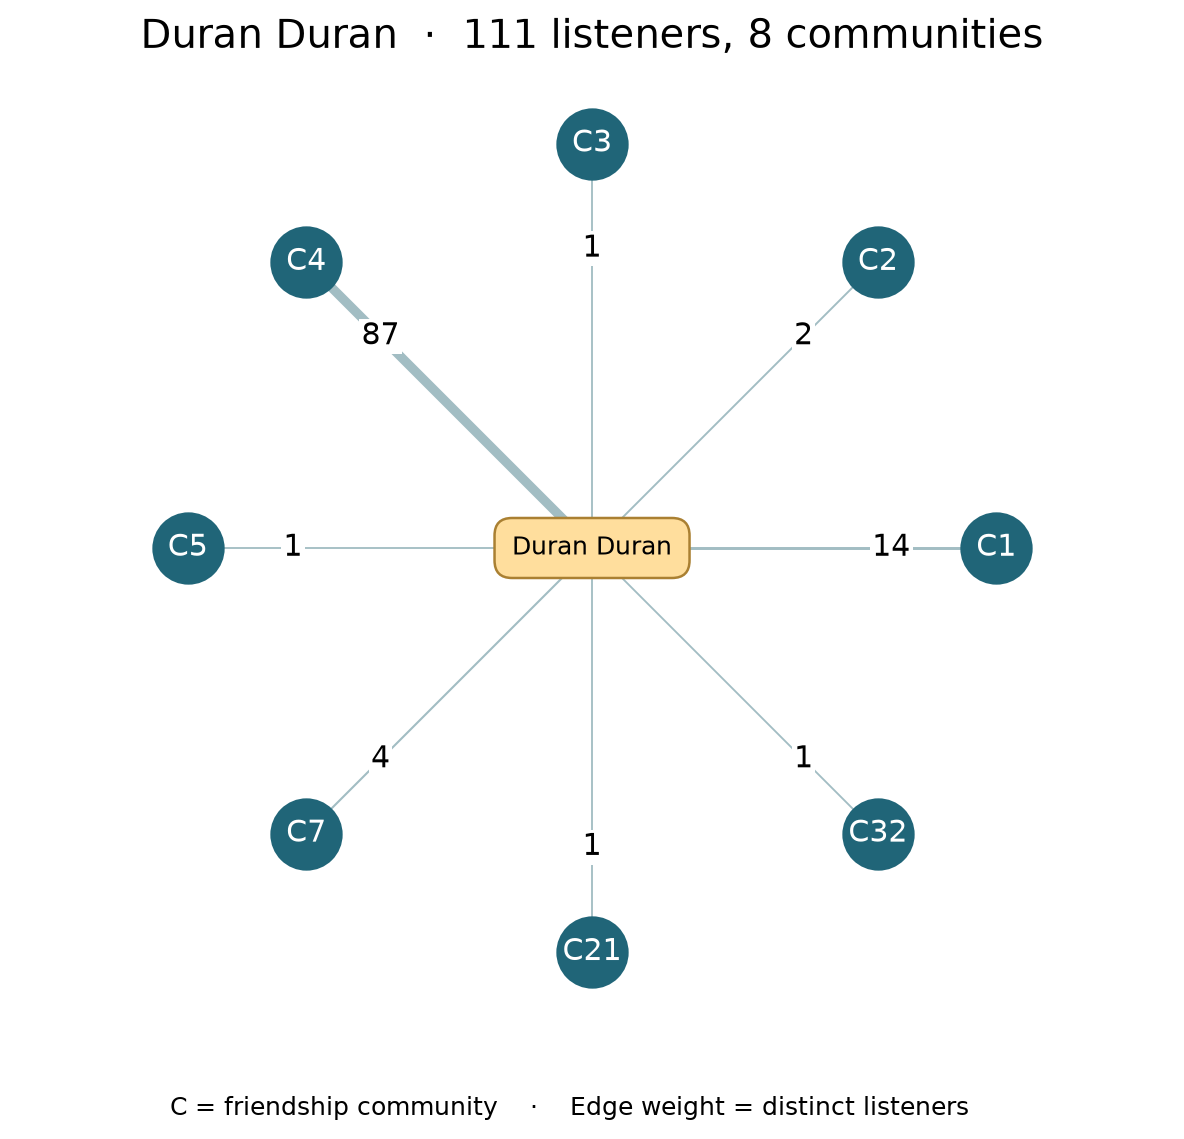 Duran Duran · 111 listeners, 8 communities
C3
1
C4
C2
87
2
C5
1
Duran Duran
14
C1
4
1
C7
C32
1
C21
C = friendship community · Edge weight = distinct listeners